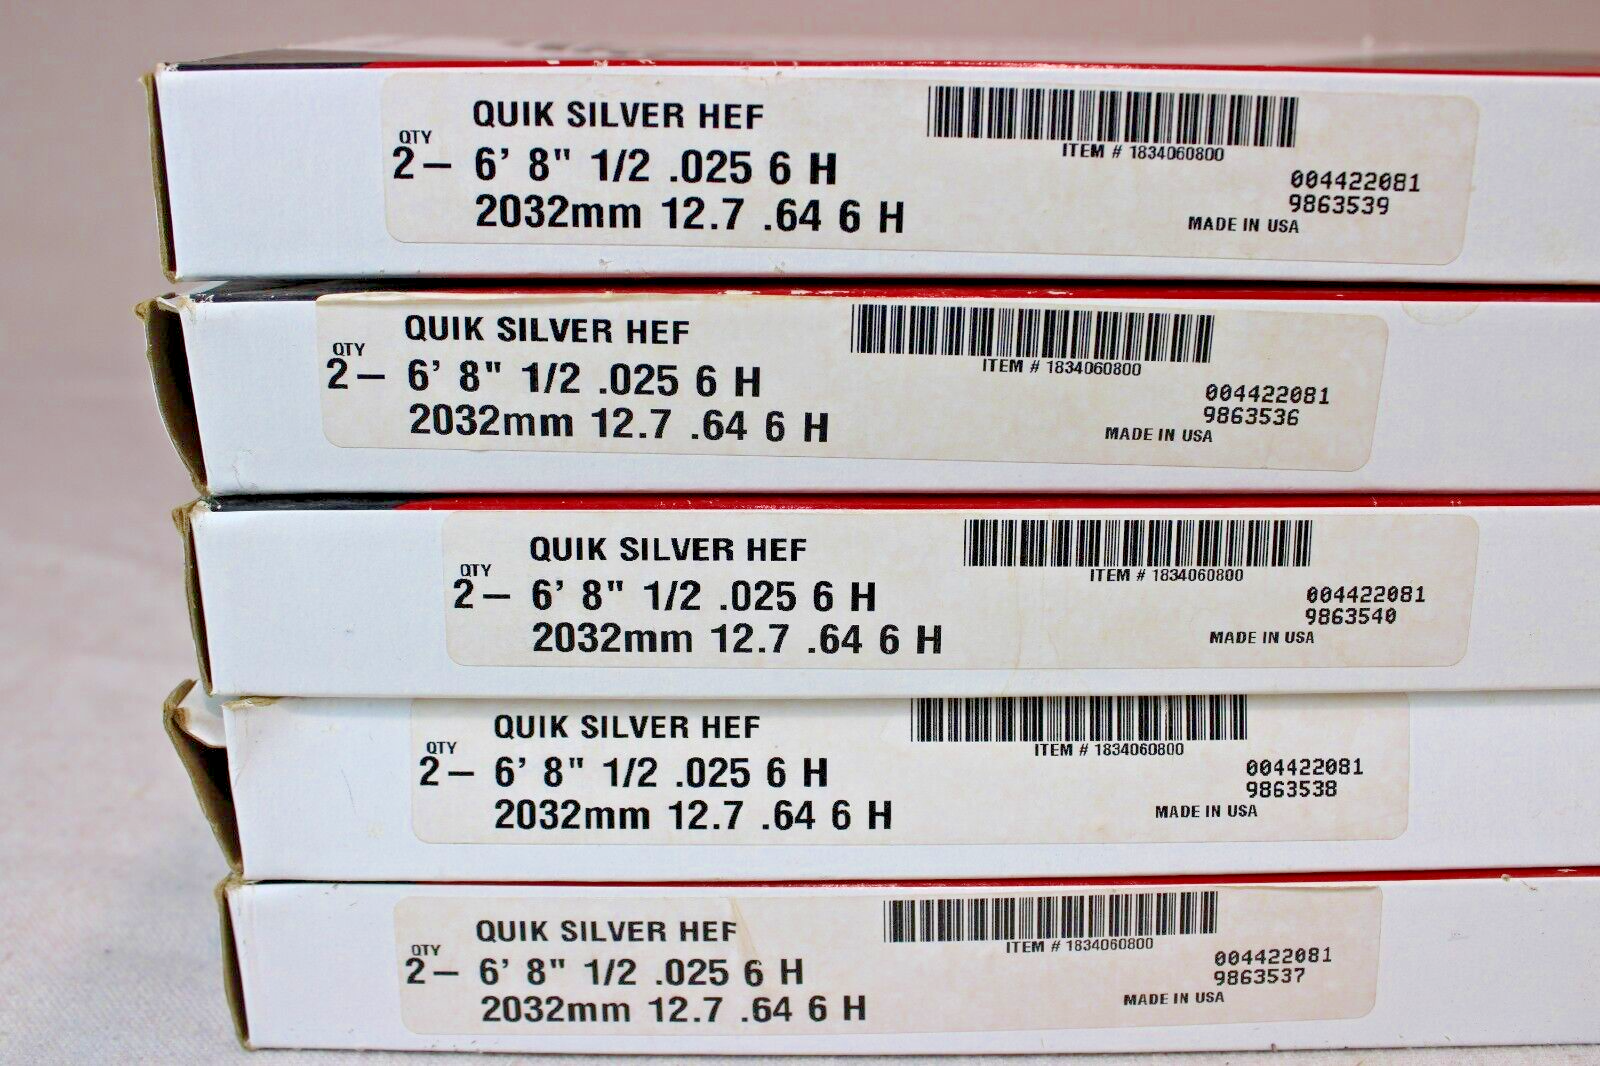 QUIK SILVER HEF
QTY
2- 6' 8" 1/2 .025 6 H
2032mm 12.7 .64 6 H
ITEM # 1834060800
004422081
9863539
MADE IN USA
QUIK SILVER HEF
QTY
2- 6' 8" 1/2 .025 6 H
2032mm 12.7 .64 6 H
ITEM # 1834060800
004422081
9863536
MADE IN USA
QUIK SILVER HEF
QTY
2- 6' 8" 1/2 .025 6 H
2032mm 12.7 .64 6 H
ITEM # 1834060800
004422081
9863540
MADE IN USA
QUIK SILVER HEF
QTY
2- 6' 8" 1/2 .025 6 H
2032mm 12.7 .64 6 H
ITEM # 1834060800
004422081
9863538
MADE IN USA
QUIK SILVER HEF
QTY
2- 6' 8" 1/2 .025 6 H
2032mm 12.7 .64 6 H
ITEM # 1834060800
004422081
9863537
MADE IN USA